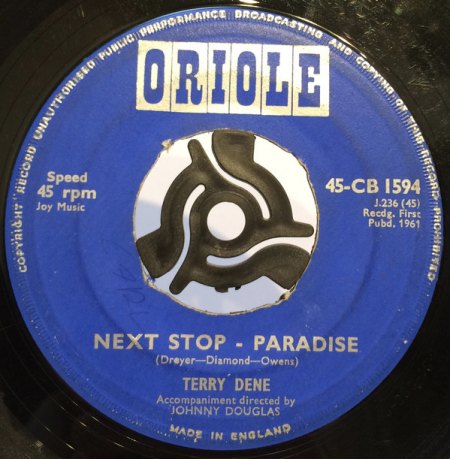 COPYRIGHT RECORD UNAUTHORISED PUBLIC PERFORMANCE BROADCASTING AND COPYING OF THIS RECORD PROHIBITED
ORIOLE
Speed
45 rpm
Joy Music
45-CB 1594
J.236 (45)
Recdg. First
Pubd. 1961
NEXT STOP - PARADISE
(Dreyer—Diamond—Owens)
TERRY DENE
Accompaniment directed by
JOHNNY DOUGLAS
MADE IN ENGLAND